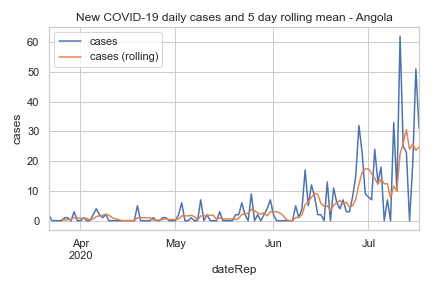 New COVID-19 daily cases and 5 day rolling mean - Angola
cases
cases (rolling)
60
50
40
30
20
10
0
cases
Apr
2020
May
Jun
Jul
dateRep